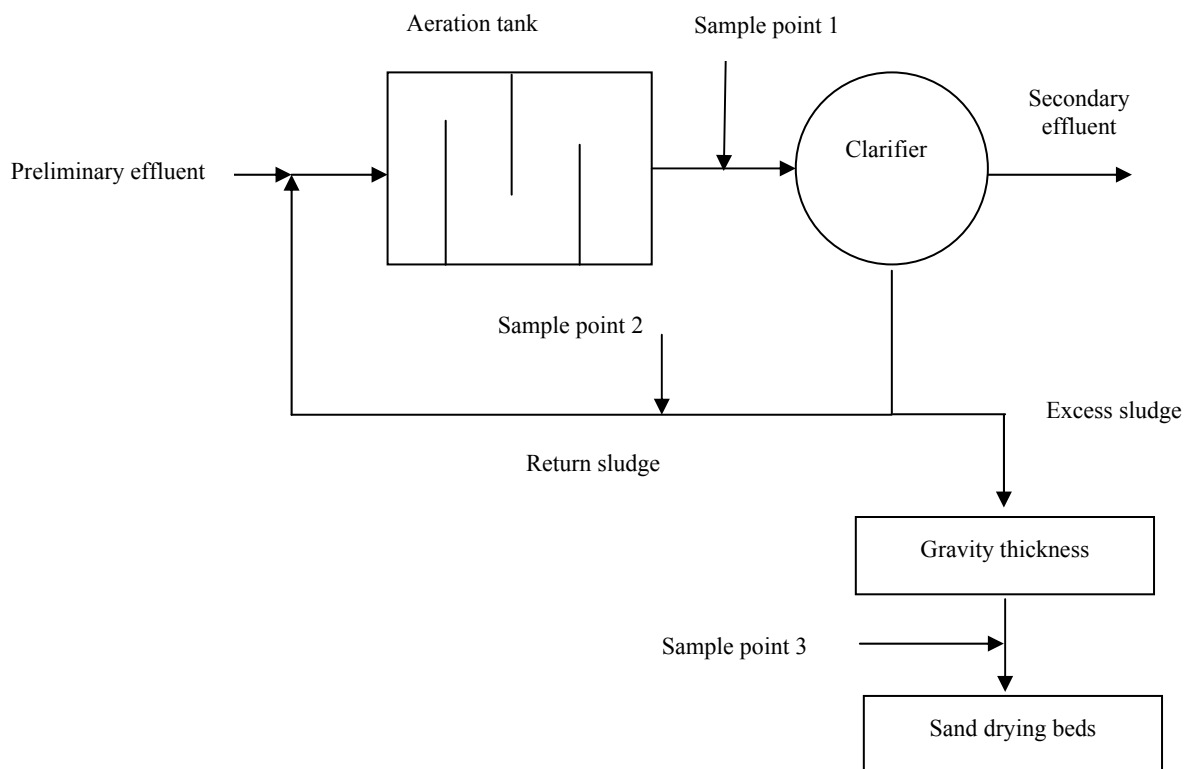 Aeration tank
Sample point 1
Secondary
effluent
Clarifier
Preliminary effluent
Sample point 2
Excess sludge
Return sludge
Gravity thickness
Sample point 3
Sand drying beds